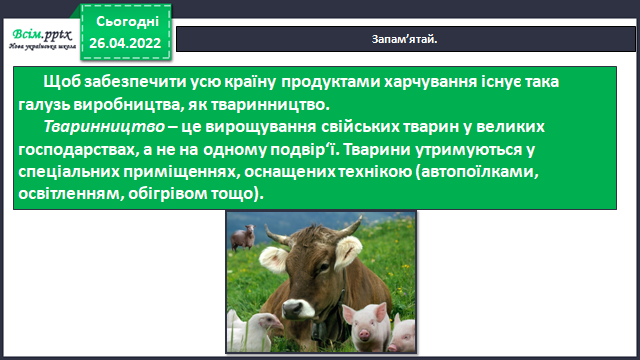 Всім.pptx
Нова українська школа
Сьогодні
26.04.2022
Запам’ятай.
Щоб забезпечити усю країну продуктами харчування існує така
галузь виробництва, як тваринництво.
Тваринництво – це вирощування свійських тварин у великих
господарствах, а не на одному подвір‘ї. Тварини утримуються у
спеціальних приміщеннях, оснащених технікою (автопоїлками,
освітленням, обігрівом тощо).